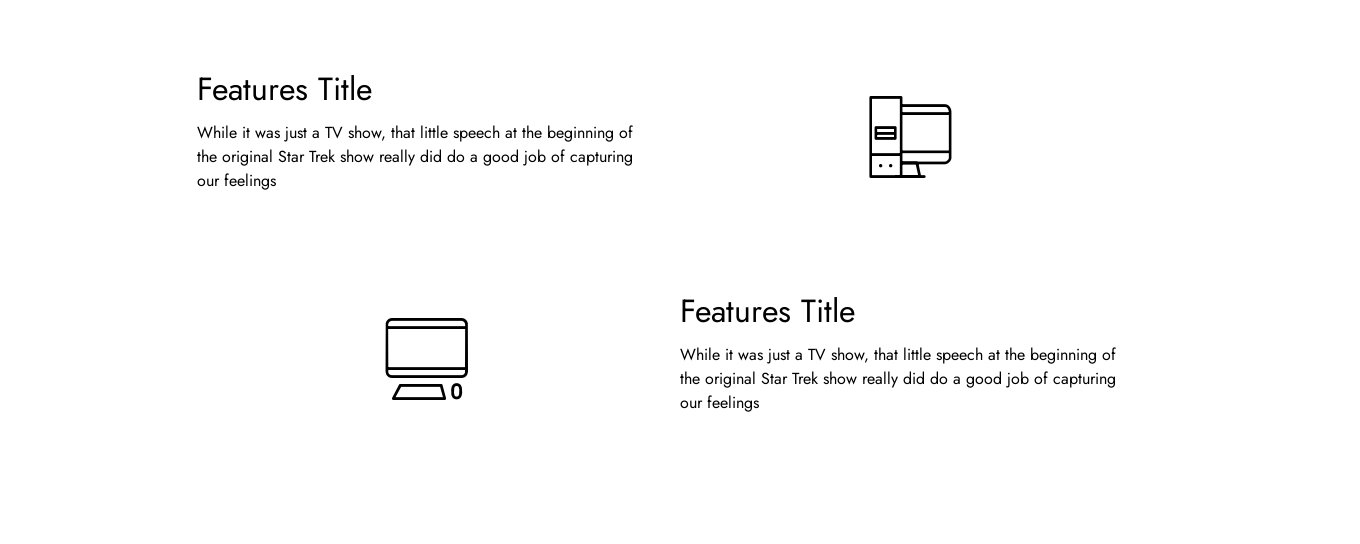 Features Title
While it was just a TV show, that little speech at the beginning of
the original Star Trek show really did do a good job of capturing
our feelings
Features Title
While it was just a TV show, that little speech at the beginning of
the original Star Trek show really did do a good job of capturing
our feelings